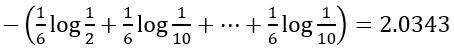 −(1/6 log 1/2 + 1/6 log 1/10 + ⋯ + 1/6 log 1/10) = 2.0343